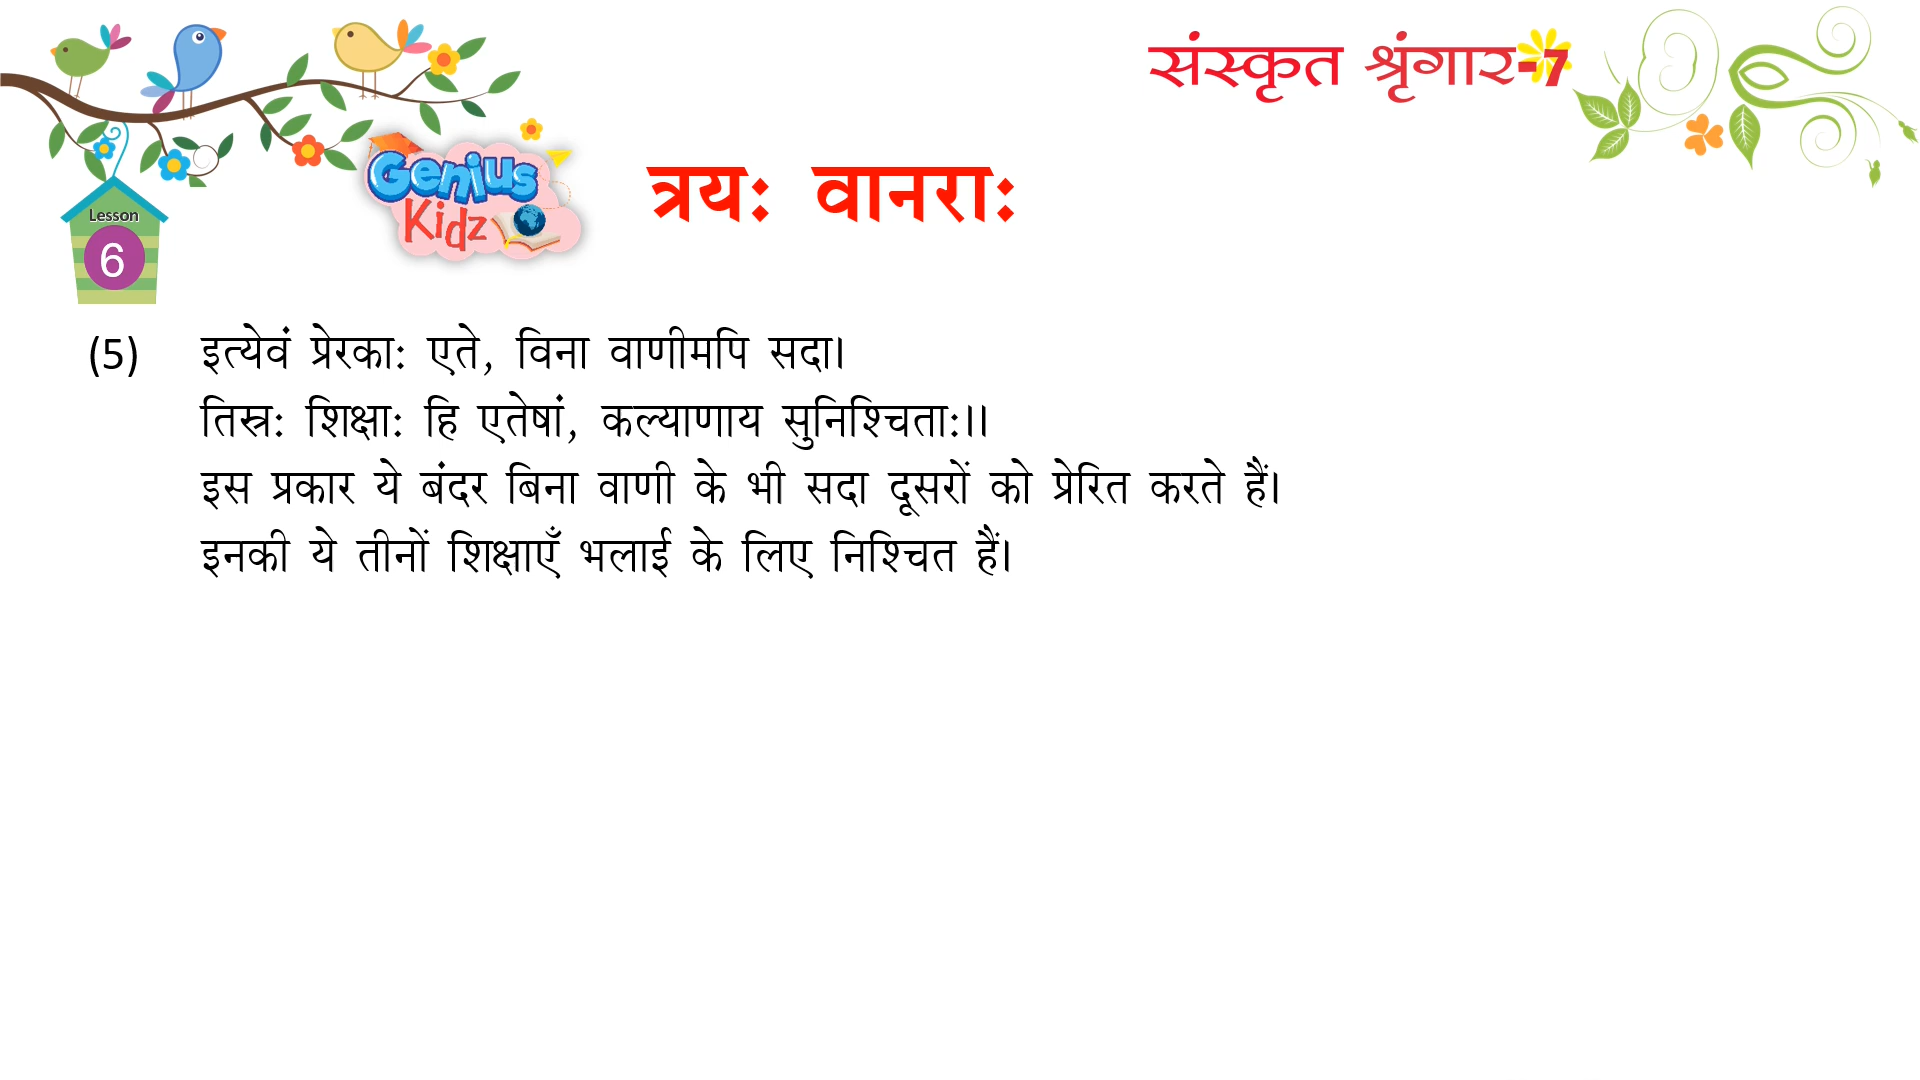 संस्कृत श्रृंगार-7
Genius
Kidz
त्रयः वानराः
Lesson
6
(5) इत्येवं प्रेरकाः एते, विना वाणीमपि सदा।
तिस्रः शिक्षाः हि एतेषां, कल्याणाय सुनिश्चिताः।।
इस प्रकार ये बंदर बिना वाणी के भी सदा दूसरों को प्रेरित करते हैं।
इनकी ये तीनों शिक्षाएँ भलाई के लिए निश्चित हैं।